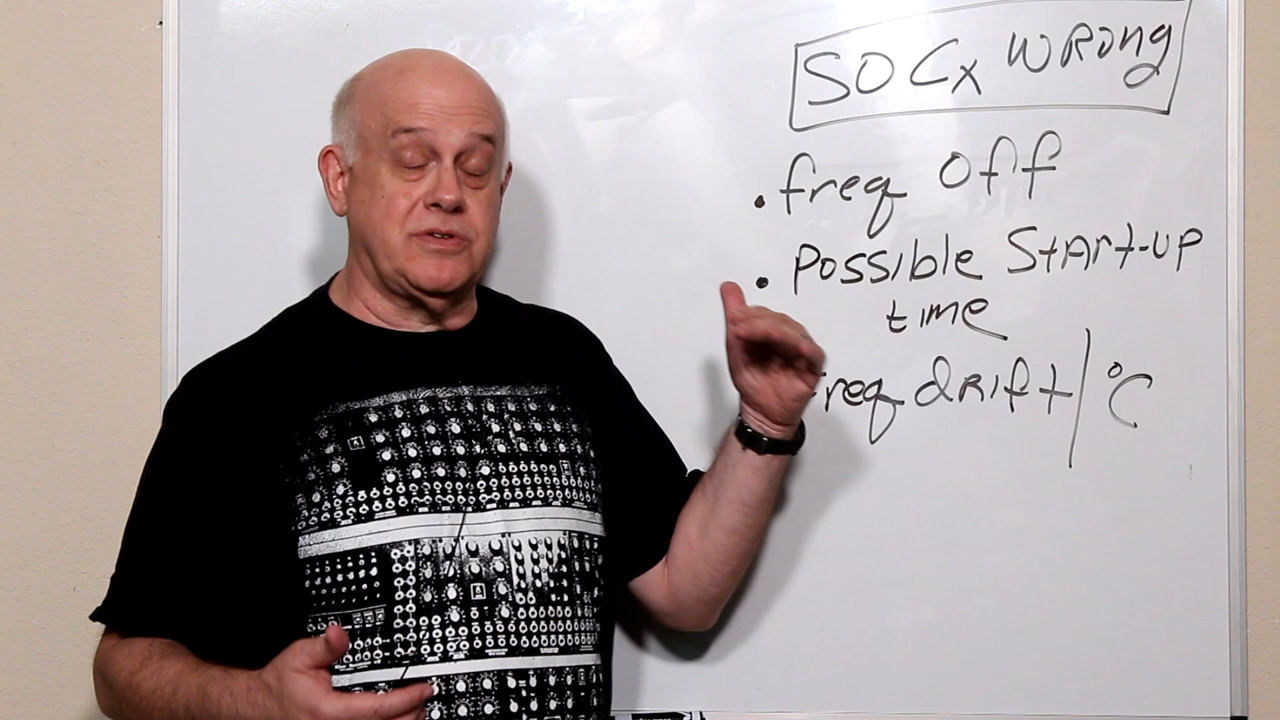 SOCx WRONG
• freq off
• Possible Start-up
time
freq drift/°C